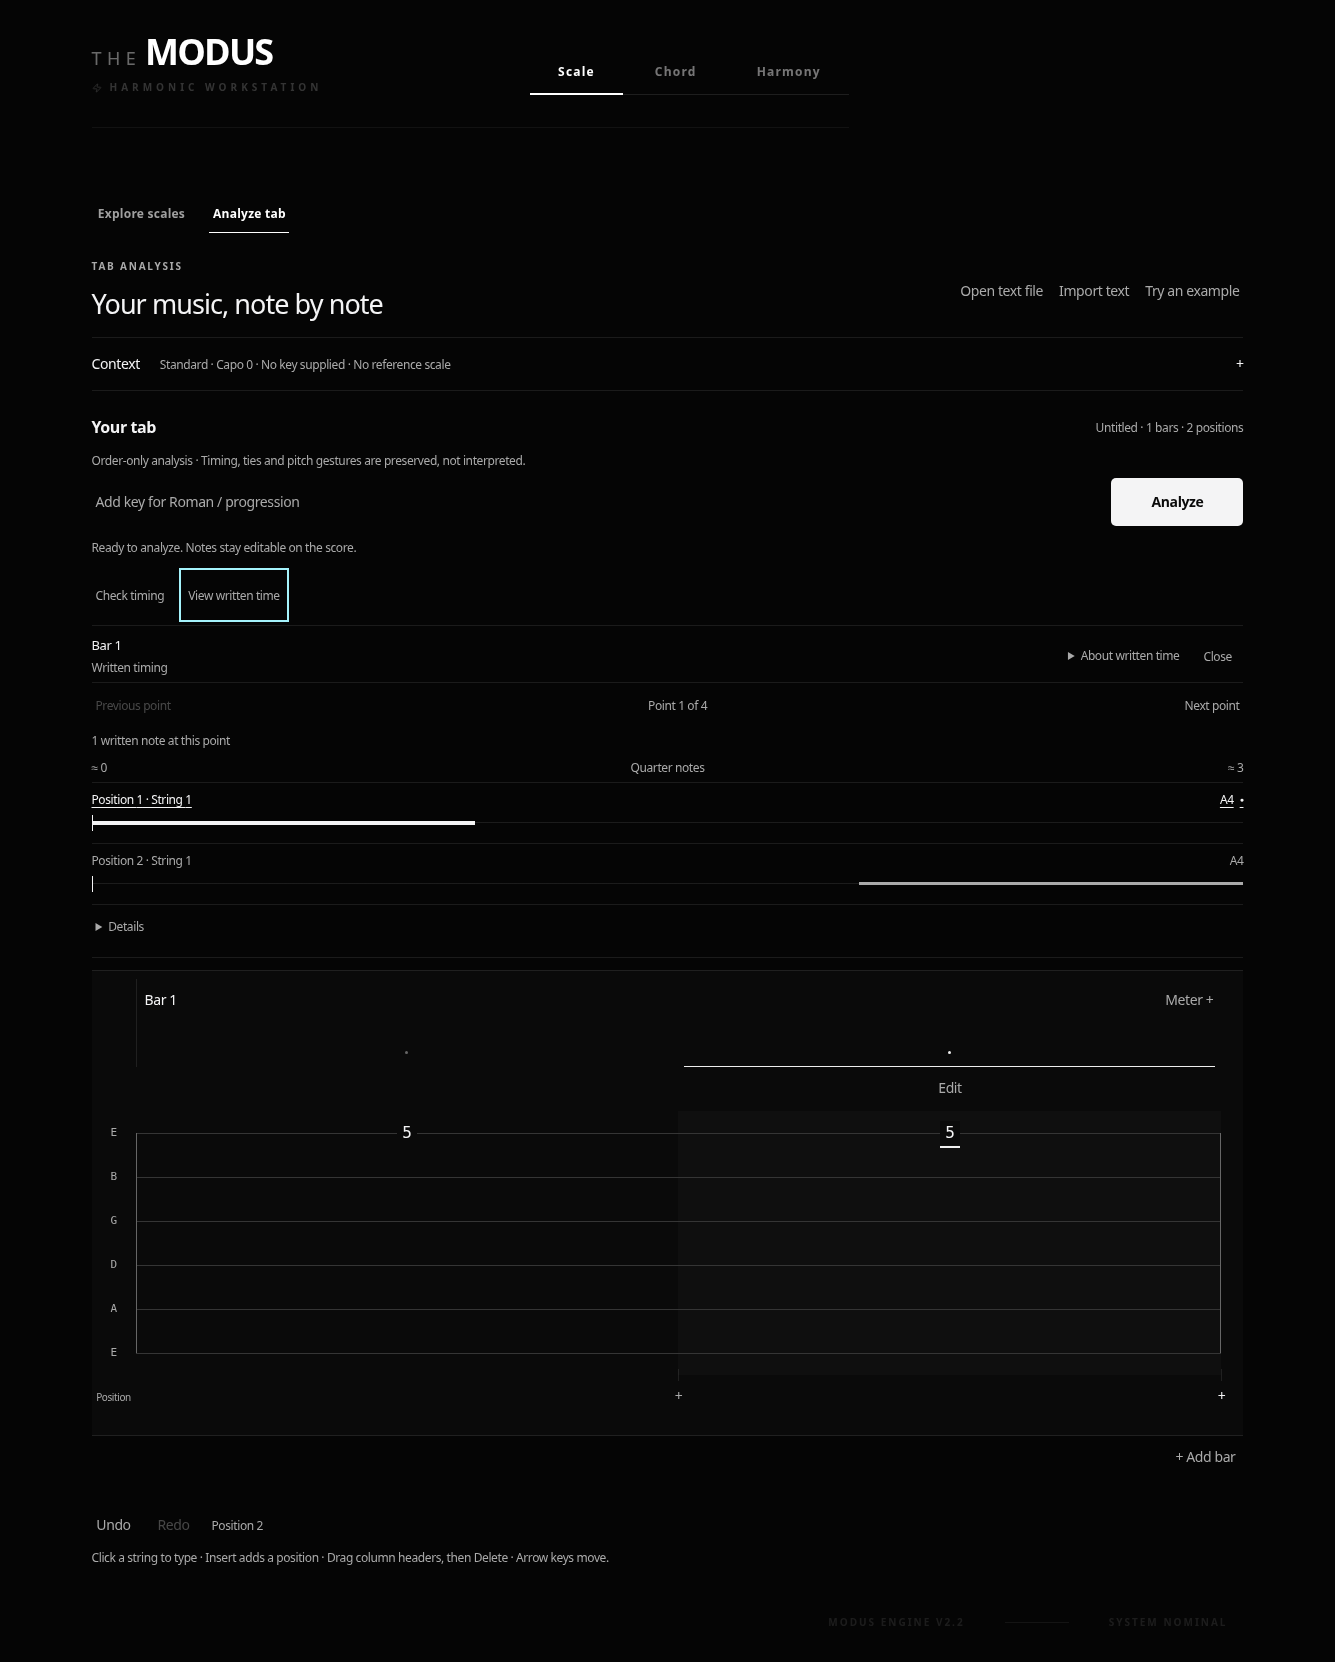 THE MODUS
HARMONIC WORKSTATION
Scale Chord Harmony
Explore scales Analyze tab
TAB ANALYSIS
Your music, note by note
Open text file Import text Try an example
Context Standard · Capo 0 · No key supplied · No reference scale +
Your tab
Untitled · 1 bars · 2 positions
Order-only analysis · Timing, ties and pitch gestures are preserved, not interpreted.
Add key for Roman / progression
Analyze
Ready to analyze. Notes stay editable on the score.
Check timing View written time
Bar 1
Written timing
▶ About written time Close
Previous point Point 1 of 4 Next point
1 written note at this point
≈ 0 Quarter notes ≈ 3
Position 1 · String 1 A4 •
Position 2 · String 1 A4
▶ Details
Bar 1 Meter +
· ·
Edit
E 5 5
B
G
D
A
E
Position + +
+ Add bar
Undo Redo Position 2
Click a string to type · Insert adds a position · Drag column headers, then Delete · Arrow keys move.
MODUS ENGINE V2.2 SYSTEM NOMINAL